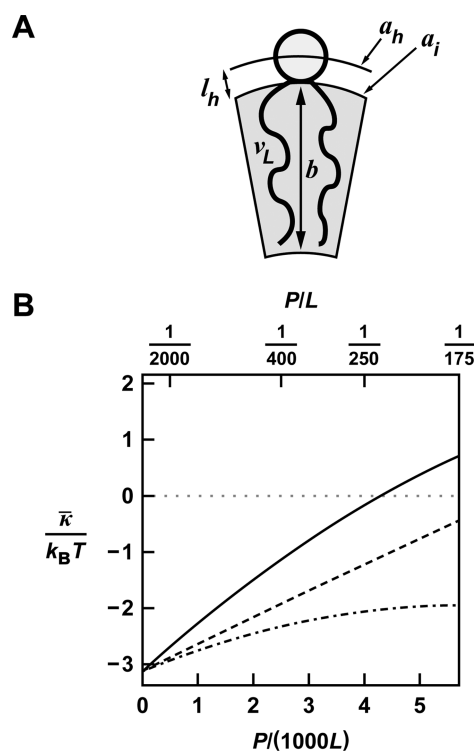 A
a_h
a_i
l_h
v_L
b
B
P/L
1/2000 1/400 1/250 1/175
2
1
0
−1
−2
−3
κ̄/k_BT
0 1 2 3 4 5
P/(1000L)